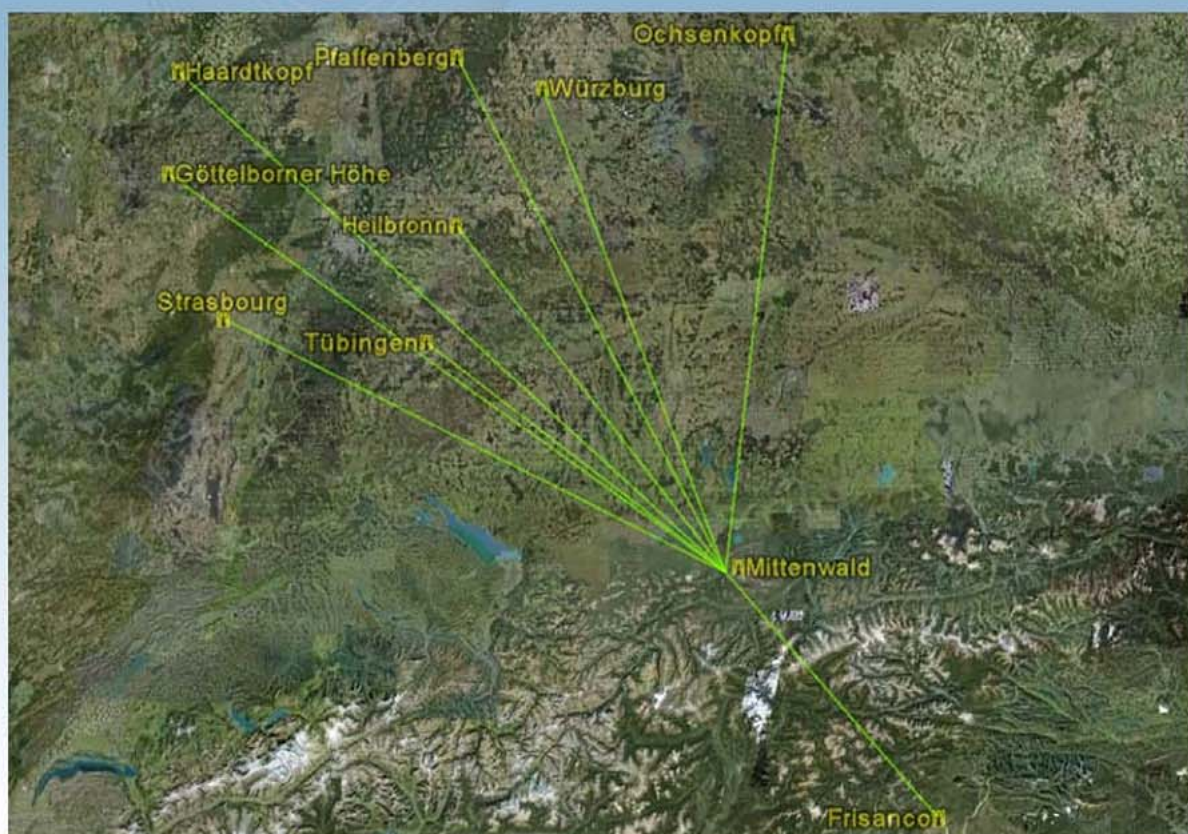 Ochsenkopf
Pfaffenberg
Haardtkopf
Würzburg
Göttelborner Höhe
Heilbronn
Strasbourg
Tübingen
Mittenwald
Frisanco